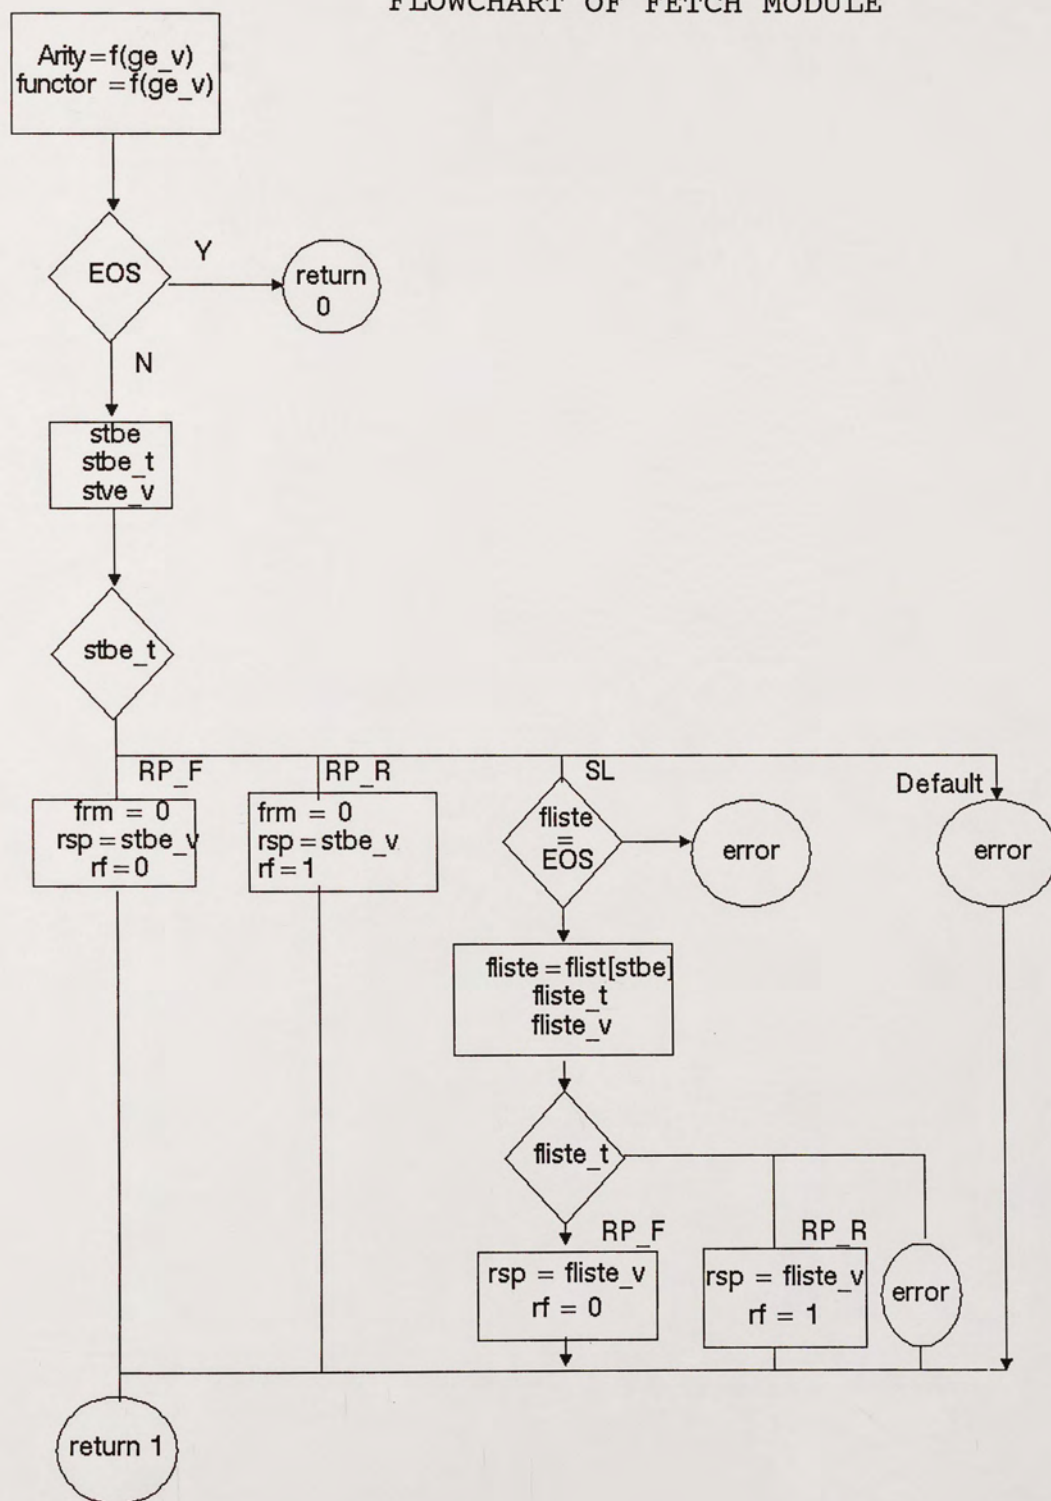 FLOWCHART OF FETCH MODULE
Arity=f(ge_v)
functor =f(ge_v)
EOS
Y
return
0
N
stbe
stbe_t
stve_v
stbe_t
RP_F
RP_R
SL
Default
frm = 0
rsp=stbe_v
rf=0
frm = 0
rsp=stbe_v
rf=1
fliste
=
EOS
error
error
fliste=flist[stbe]
fliste_t
fliste_v
fliste_t
RP_F
RP_R
rsp = fliste_v
rf = 0
rsp = fliste_v
rf = 1
error
return 1